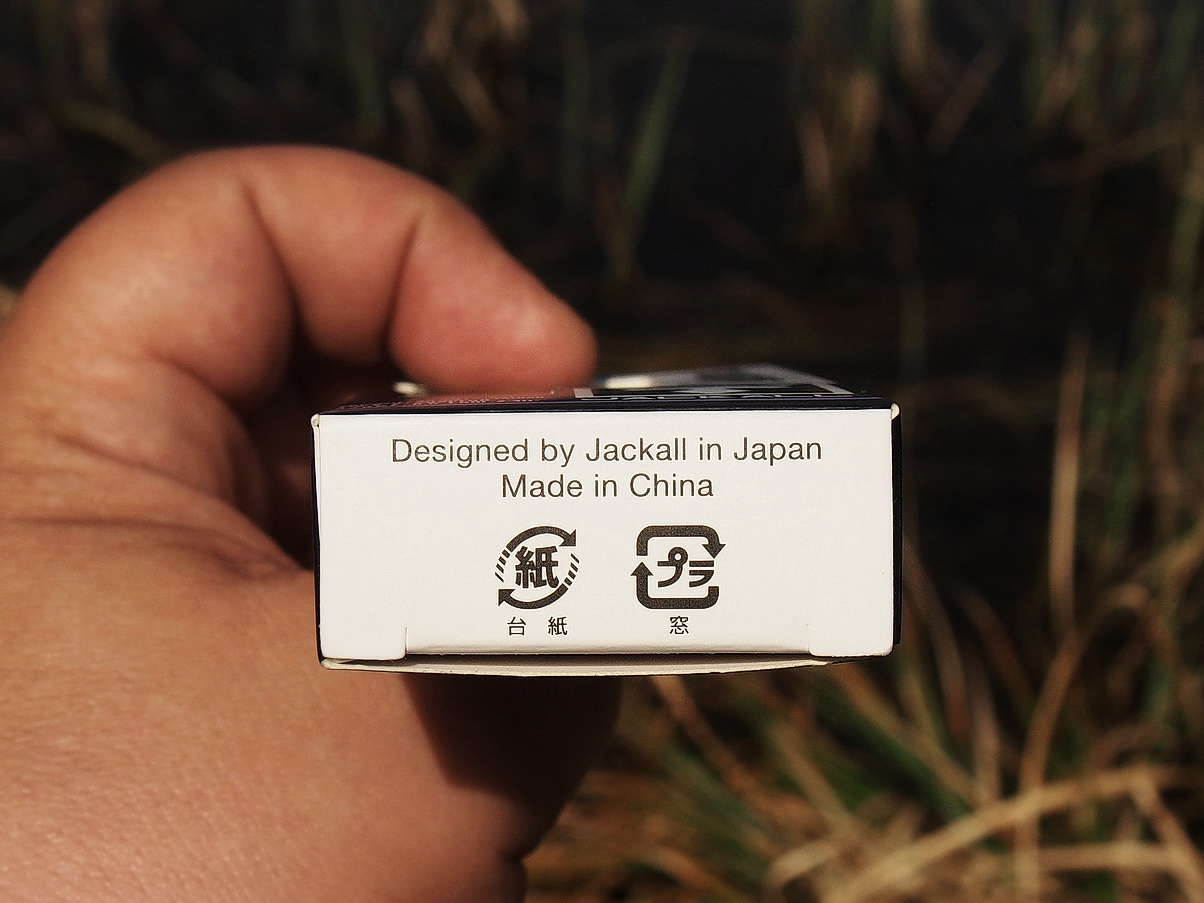 Designed by Jackall in Japan
Made in China
紙 プラ
台紙 窓